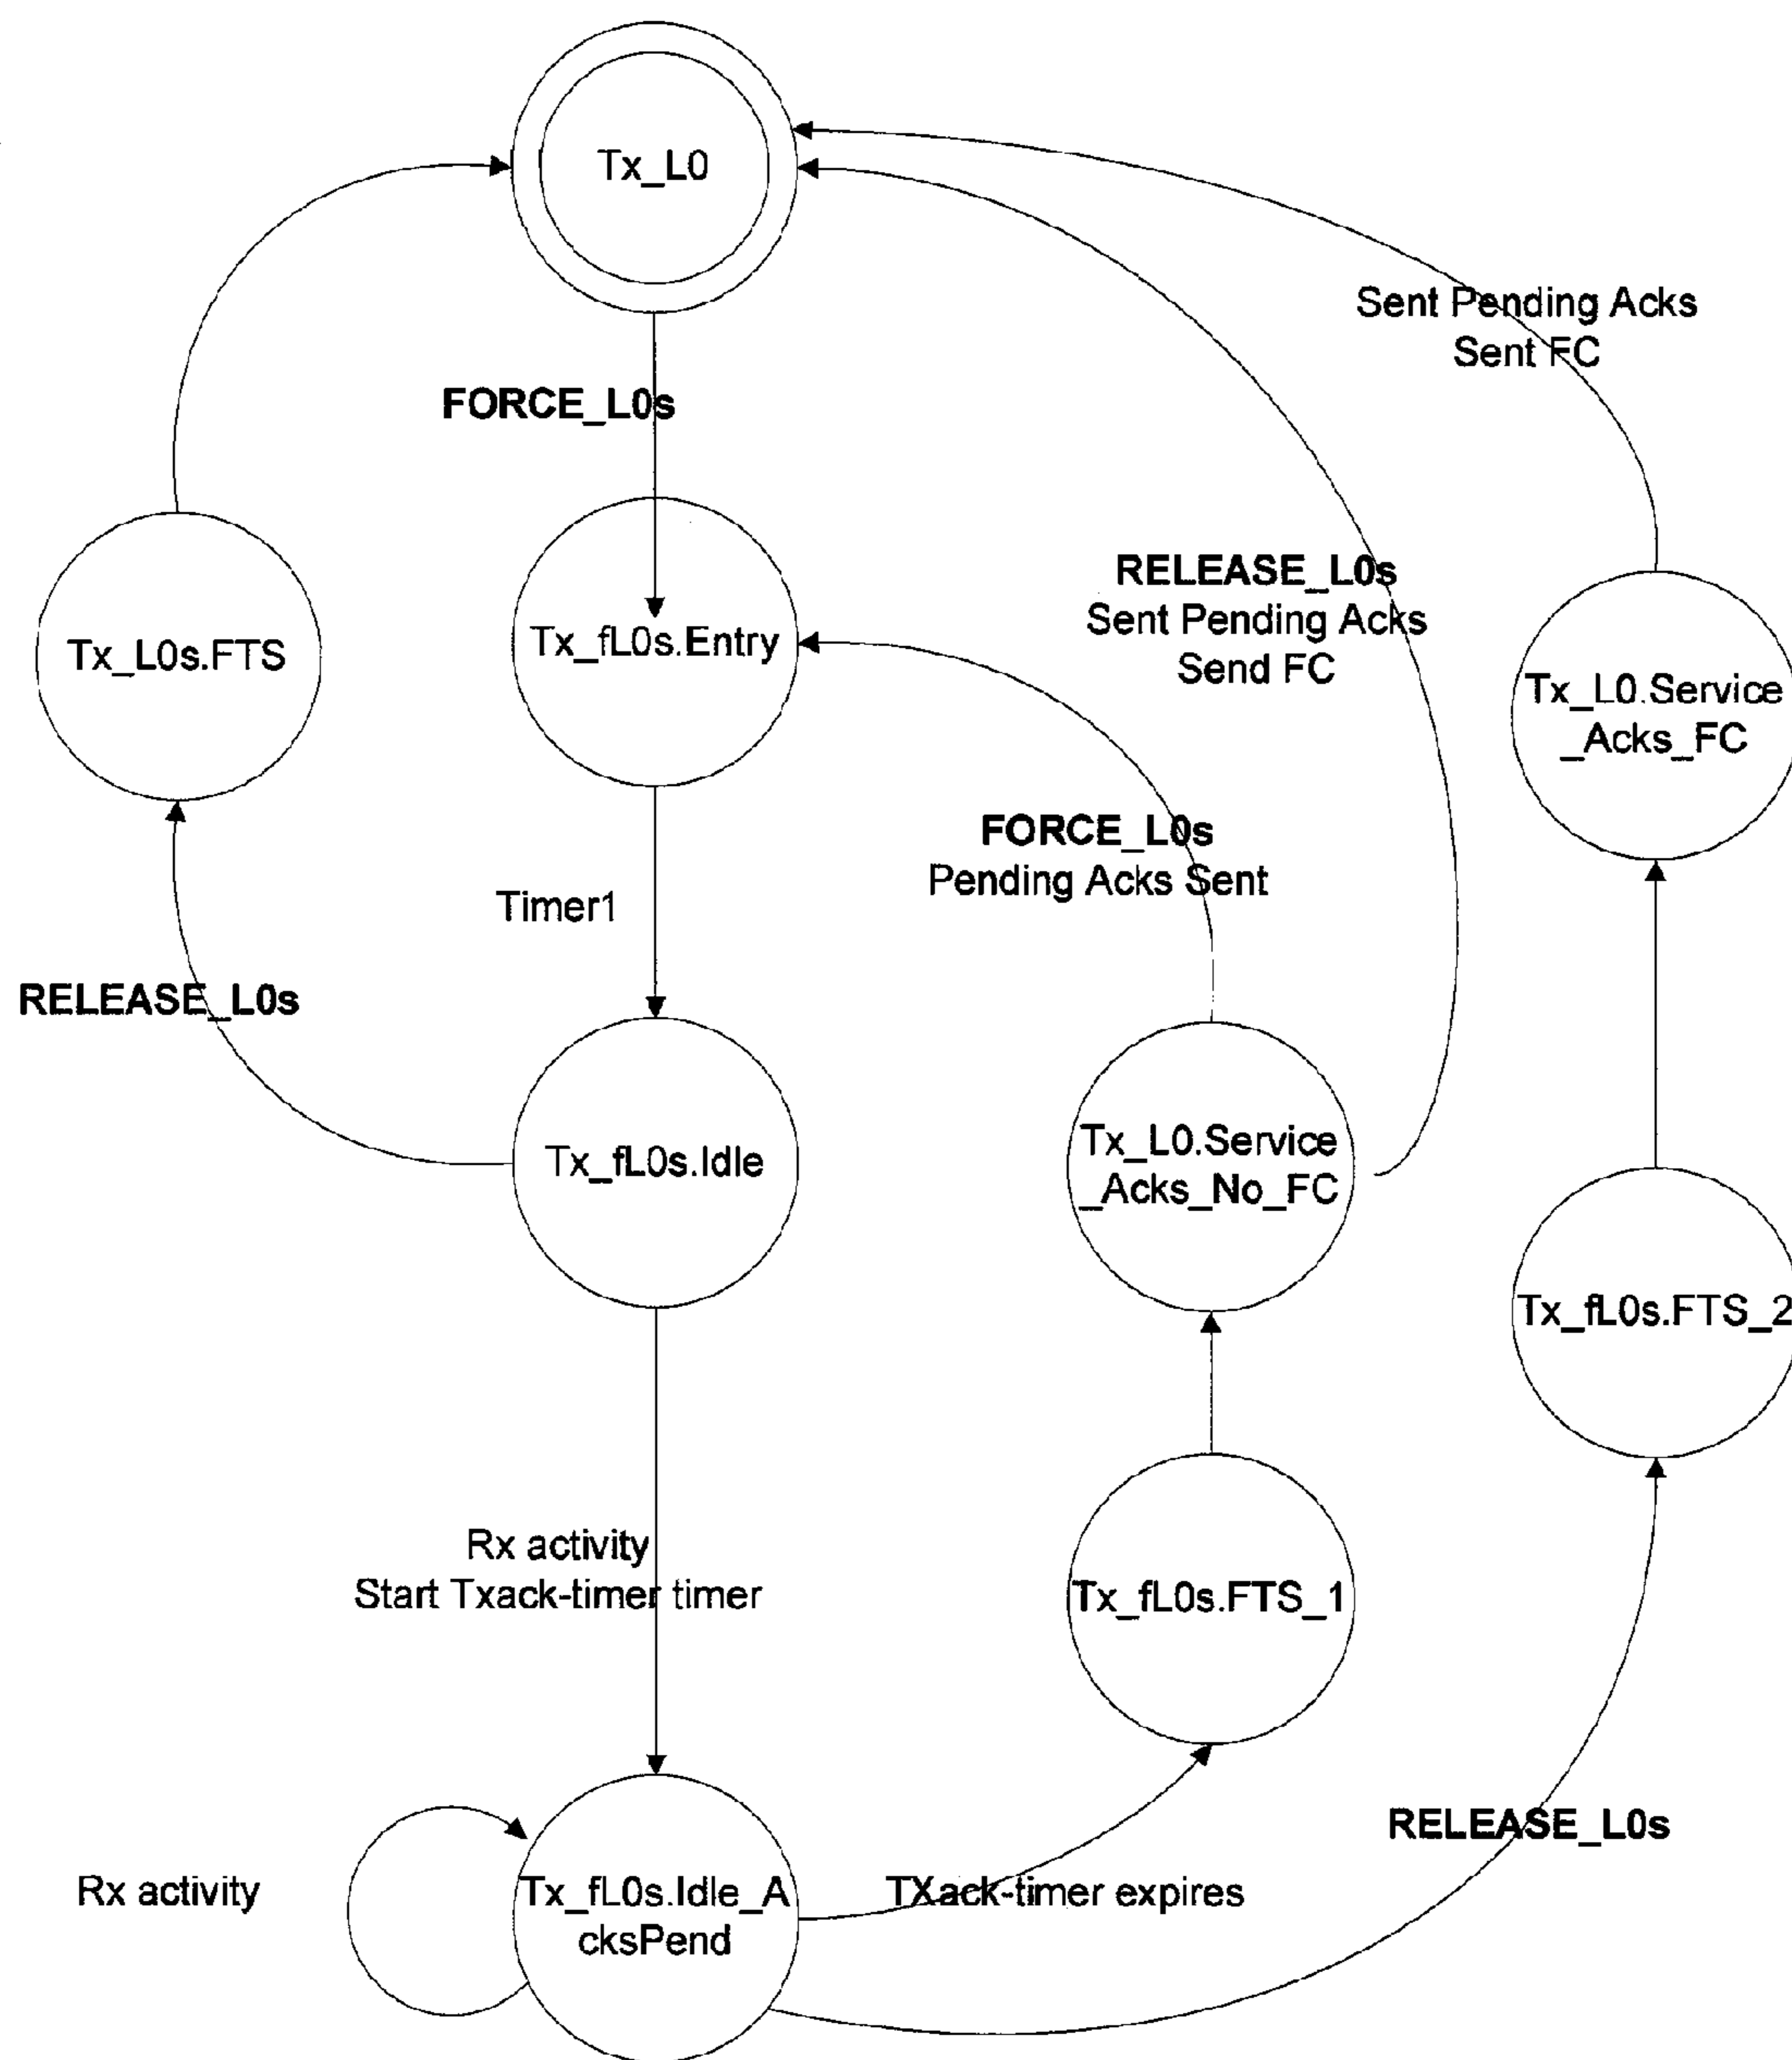 Tx_L0
Sent Pending Acks
Sent FC
FORCE_L0s
RELEASE_L0s
Sent Pending Acks
Send FC
Tx_L0s.FTS
Tx_fL0s.Entry
Tx_L0.Service
_Acks_FC
FORCE_L0s
Pending Acks Sent
Timer1
RELEASE_L0s
Tx_fL0s.Idle
Tx_L0.Service
_Acks_No_FC
Tx_fL0s.FTS_2
Rx activity
Start Txack-timer timer
Tx_fL0s.FTS_1
RELEASE_L0s
Rx activity
Tx_fL0s.Idle_A
cksPend
TXack-timer expires